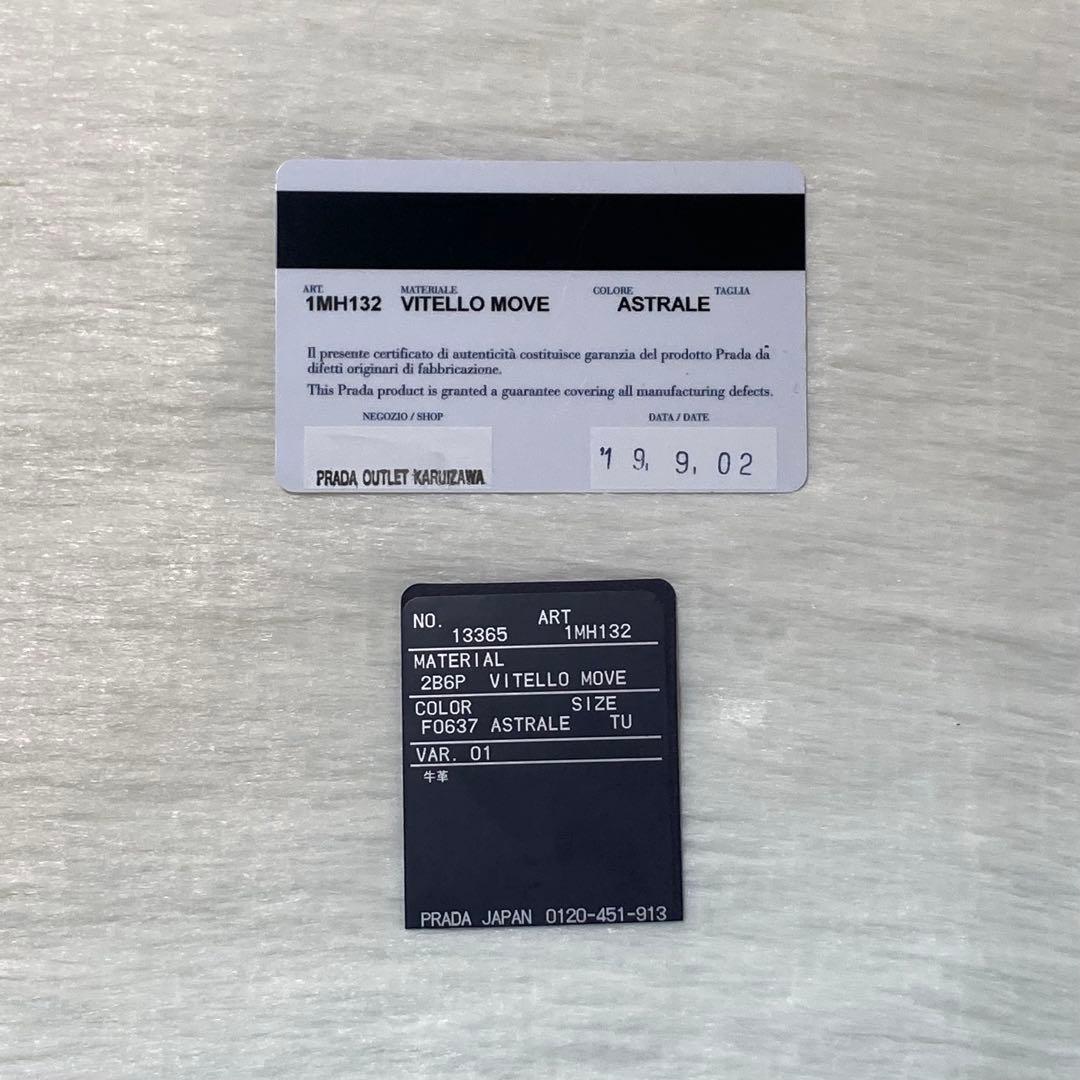 ART. MATERIALE COLORE TAGLIA
1MH132 VITELLO MOVE ASTRALE
Il presente certificato di autenticità costituisce garanzia del prodotto Prada da
difetti originari di fabbricazione.
This Prada product is granted a guarantee covering all manufacturing defects.
NEGOZIO / SHOP DATA / DATE
PRADA OUTLET KARUIZAWA '19. 9. 02
NO. ART
13365 1MH132
MATERIAL
2B6P VITELLO MOVE
COLOR SIZE
F0637 ASTRALE TU
VAR. 01
牛革
PRADA JAPAN 0120-451-913